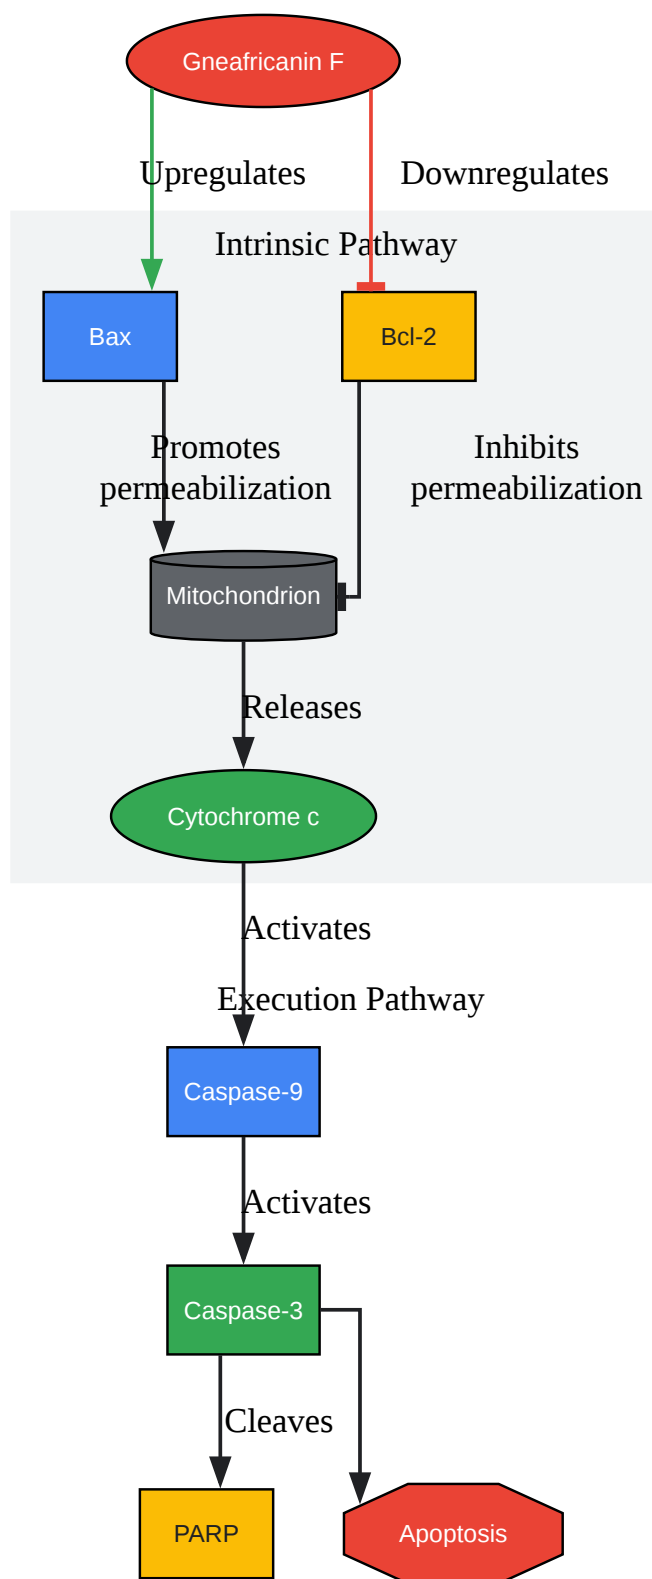 Gneafricanin F
Upregulates
Downregulates
Intrinsic Pathway
Bax
Bcl-2
Promotes
permeabilization
Inhibits
permeabilization
Mitochondrion
Releases
Cytochrome c
Activates
Execution Pathway
Caspase-9
Activates
Caspase-3
Cleaves
PARP
Apoptosis